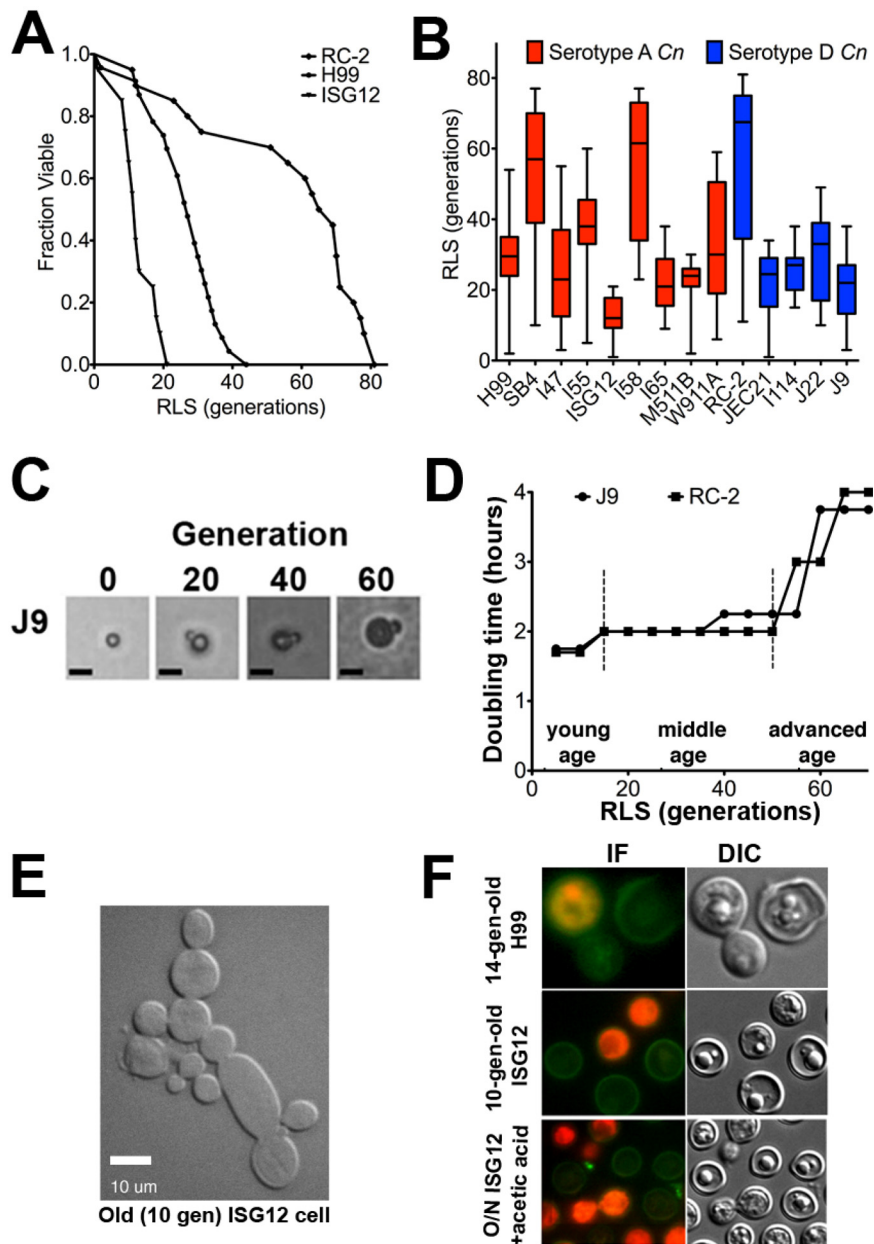 A
RC-2
H99
ISG12
1.0
0.8
0.6
0.4
0.2
0.0
Fraction Viable
0 20 40 60 80
RLS (generations)
B
Serotype A Cn
Serotype D Cn
80
60
40
20
0
RLS (generations)
H99
SB4
I47
I55
ISG12
I58
I65
M511B
W911A
RC-2
JEC21
I114
J22
J9
C
Generation
0 20 40 60
J9
D
J9
RC-2
4
3
2
1
0
Doubling time (hours)
young age
middle age
advanced age
0 20 40 60
RLS (generations)
E
10 um
Old (10 gen) ISG12 cell
F
IF
DIC
14-gen-old
H99
10-gen-old
ISG12
O/N ISG12
+acetic acid